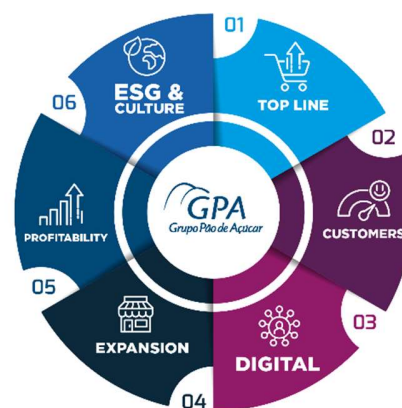 01
TOP LINE
02
CUSTOMERS
03
DIGITAL
04
EXPANSION
05
PROFITABILITY
06
ESG &
CULTURE
GPA
Grupo Pão de Açúcar